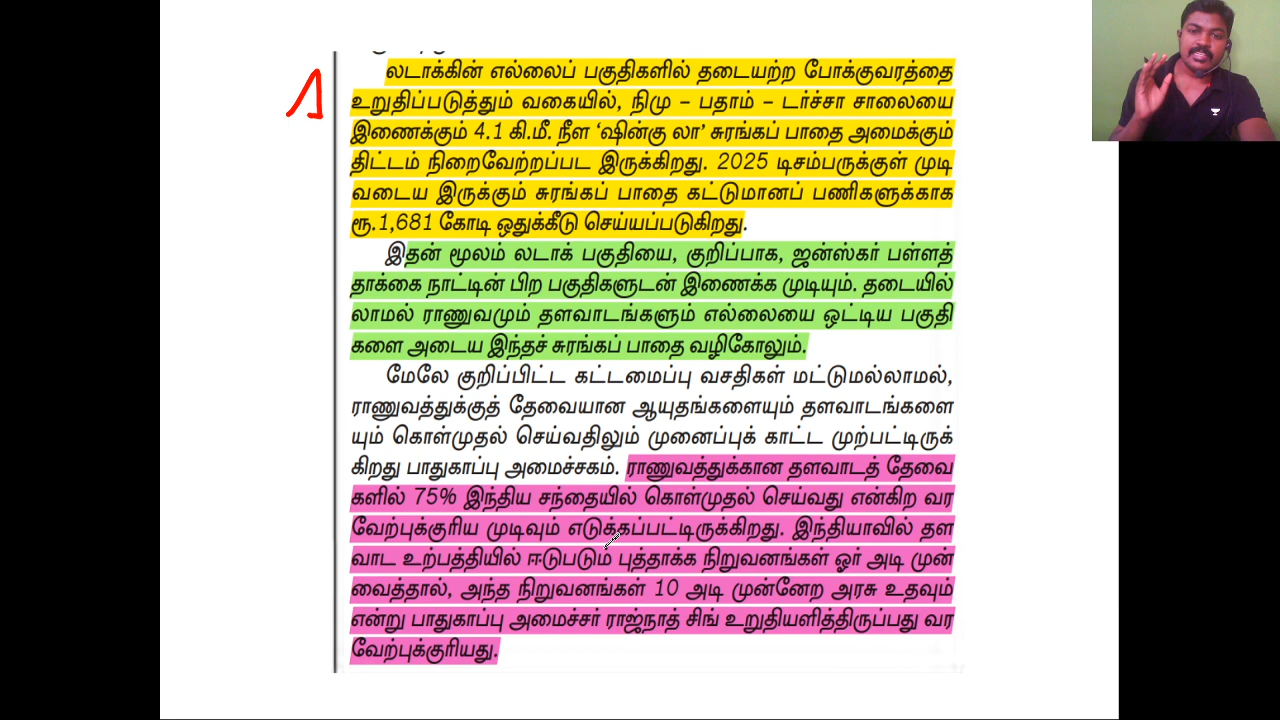 லடாக்கின் எல்லைப் பகுதிகளில் தடையற்ற போக்குவரத்தை
உறுதிப்படுத்தும் வகையில், நிமு – பதாம் – டர்ச்சா சாலையை
இணைக்கும் 4.1 கி.மீ. நீள ‘ஷின்கு லா’ சுரங்கப் பாதை அமைக்கும்
திட்டம் நிறைவேற்றப்பட இருக்கிறது. 2025 டிசம்பருக்குள் முடி
வடைய இருக்கும் சுரங்கப் பாதை கட்டுமானப் பணிகளுக்காக
ரூ.1,681 கோடி ஒதுக்கீடு செய்யப்படுகிறது.
இதன் மூலம் லடாக் பகுதியை, குறிப்பாக, ஜன்ஸ்கர் பள்ளத்
தாக்கை நாட்டின் பிற பகுதிகளுடன் இணைக்க முடியும். தடையில்
லாமல் ராணுவமும் தளவாடங்களும் எல்லையை ஒட்டிய பகுதி
களை அடைய இந்தச் சுரங்கப் பாதை வழிகோலும்.
மேலே குறிப்பிட்ட கட்டமைப்பு வசதிகள் மட்டுமல்லாமல்,
ராணுவத்துக்குத் தேவையான ஆயுதங்களையும் தளவாடங்களை
யும் கொள்முதல் செய்வதிலும் முனைப்புக் காட்ட முற்பட்டிருக்
கிறது பாதுகாப்பு அமைச்சகம். ராணுவத்துக்கான தளவாடத் தேவை
களில் 75% இந்திய சந்தையில் கொள்முதல் செய்வது என்கிற வர
வேற்புக்குரிய முடிவும் எடுக்கப்பட்டிருக்கிறது. இந்தியாவில் தள
வாட உற்பத்தியில் ஈடுபடும் புத்தாக்க நிறுவனங்கள் ஓர் அடி முன்
வைத்தால், அந்த நிறுவனங்கள் 10 அடி முன்னேற அரசு உதவும்
என்று பாதுகாப்பு அமைச்சர் ராஜ்நாத் சிங் உறுதியளித்திருப்பது வர
வேற்புக்குரியது.